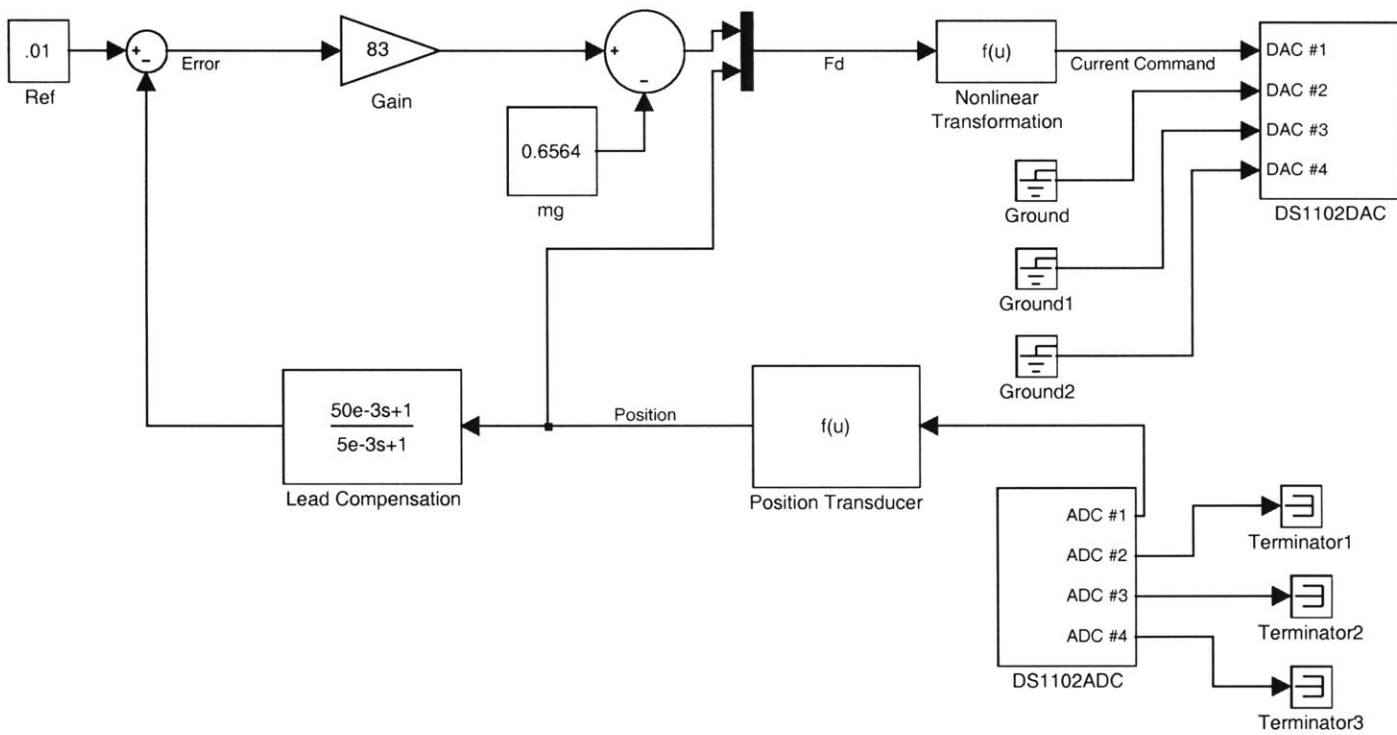 .01
Ref
+
−
Error
83
Gain
+
−
0.6564
mg
Fd
f(u)
Nonlinear
Transformation
Current Command
DAC #1
DAC #2
DAC #3
DAC #4
DS1102DAC
Ground
Ground1
Ground2
50e-3s+1
5e-3s+1
Lead Compensation
Position
f(u)
Position Transducer
ADC #1
ADC #2
ADC #3
ADC #4
DS1102ADC
Terminator1
Terminator2
Terminator3